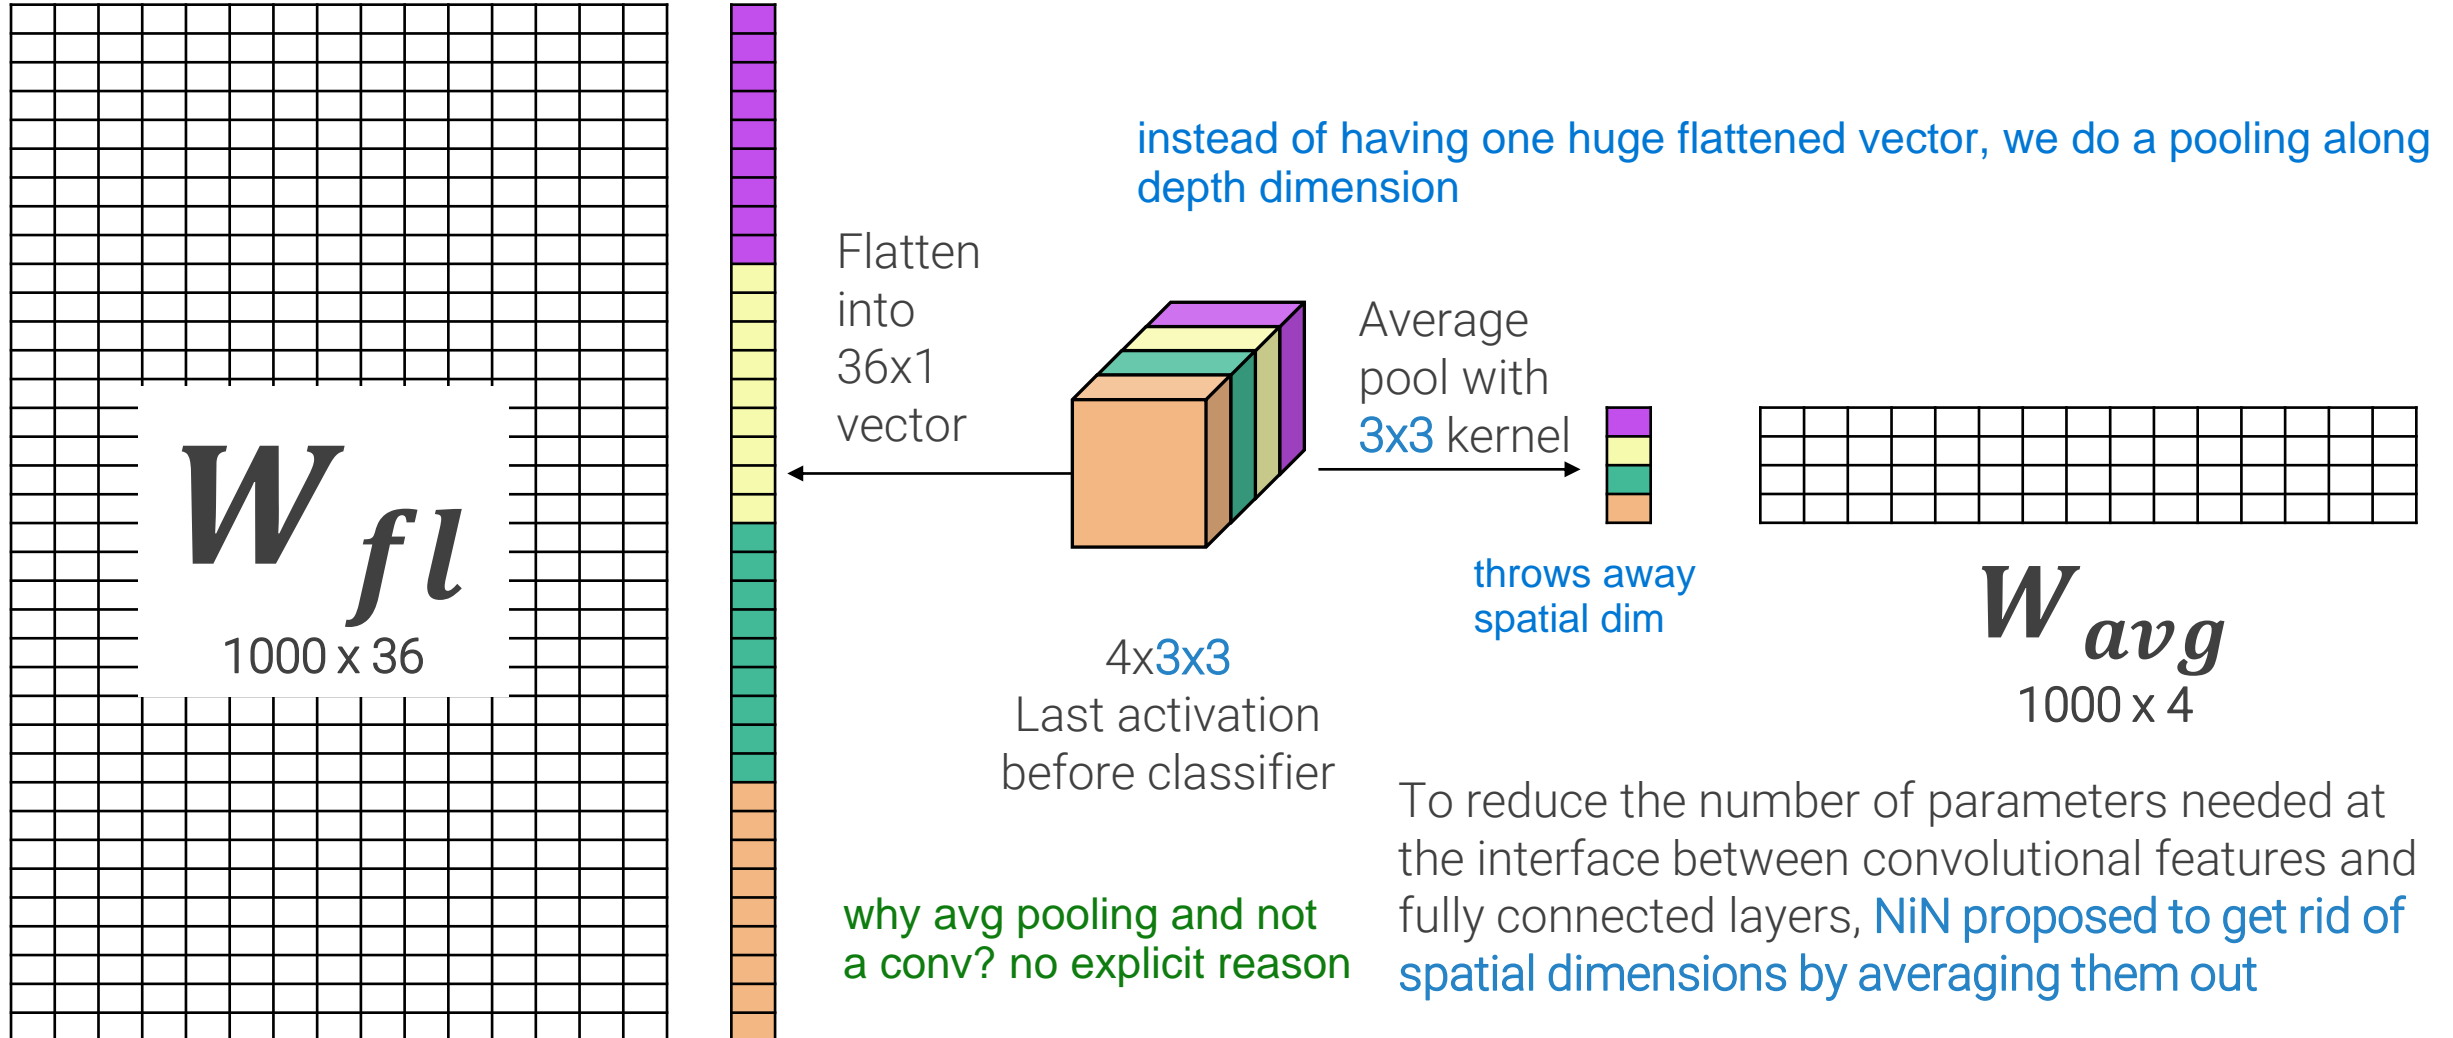 instead of having one huge flattened vector, we do a pooling along
depth dimension
Flatten
into
36x1
vector
Average
pool with
3x3 kernel
W fl
1000 x 36
throws away
spatial dim
W avg
1000 x 4
4x3x3
Last activation
before classifier
To reduce the number of parameters needed at
the interface between convolutional features and
fully connected layers, NiN proposed to get rid of
spatial dimensions by averaging them out
why avg pooling and not
a conv? no explicit reason